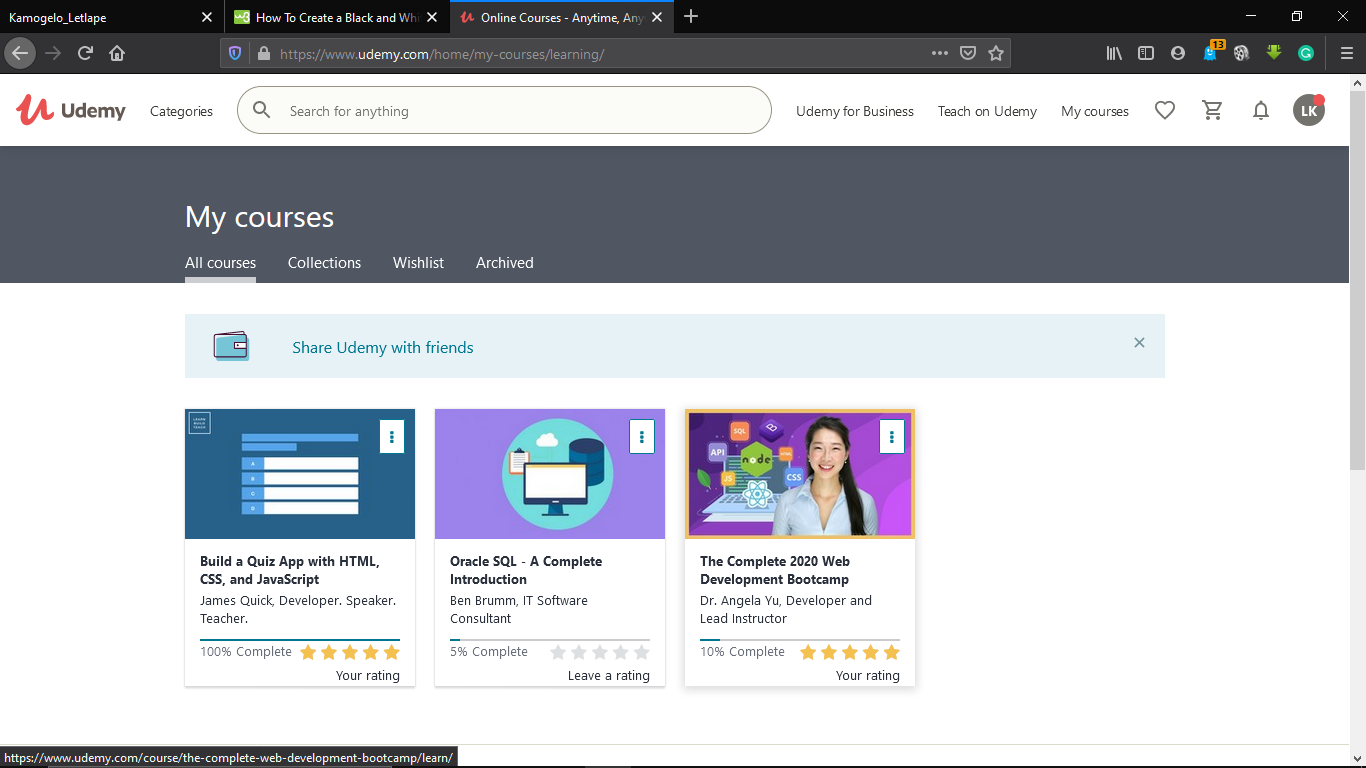 Kamogelo_Letlape
How To Create a Black and Whi
Online Courses - Anytime, Any
https://www.udemy.com/home/my-courses/learning/
13
Udemy
Categories
Search for anything
Udemy for Business
Teach on Udemy
My courses
LK
My courses
All courses
Collections
Wishlist
Archived
Share Udemy with friends
LEARN
BUILD
TEACH
A
B
C
D
Build a Quiz App with HTML,
CSS, and JavaScript
James Quick, Developer. Speaker.
Teacher.
100% Complete
Your rating
Oracle SQL - A Complete
Introduction
Ben Brumm, IT Software
Consultant
5% Complete
Leave a rating
SQL
B
API
node
HTML
JS
CSS
The Complete 2020 Web
Development Bootcamp
Dr. Angela Yu, Developer and
Lead Instructor
10% Complete
Your rating
https://www.udemy.com/course/the-complete-web-development-bootcamp/learn/